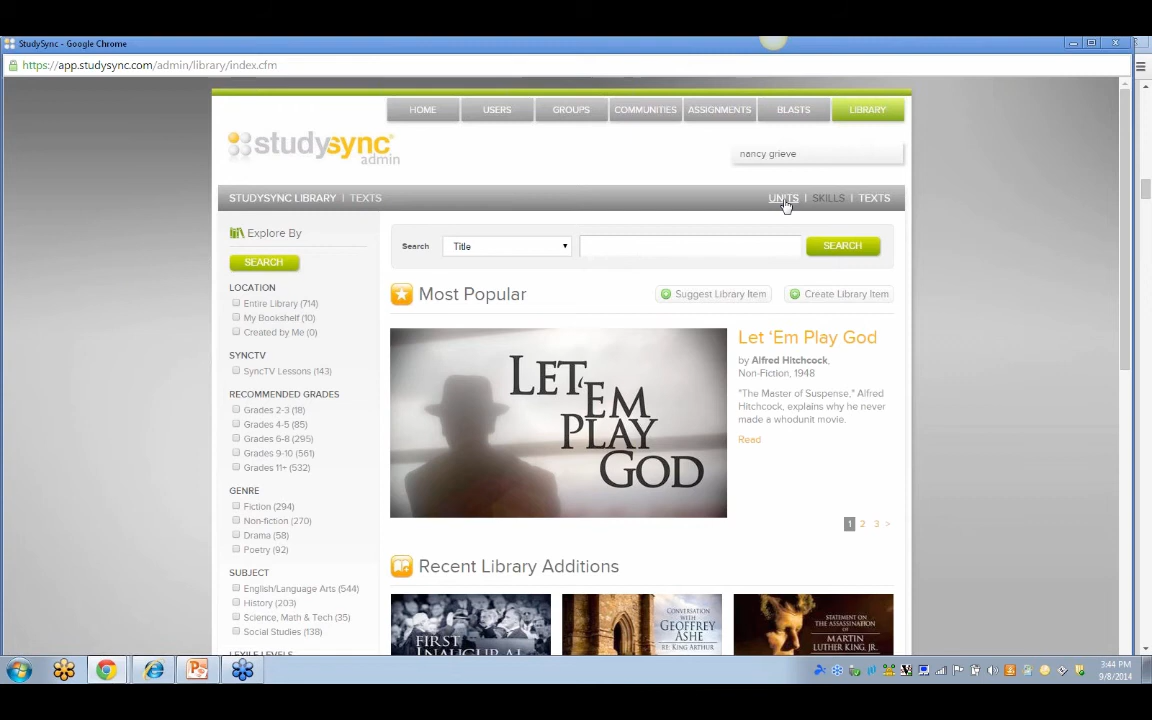 StudySync - Google Chrome
https://app.studysync.com/admin/library/index.cfm
HOME USERS GROUPS COMMUNITIES ASSIGNMENTS BLASTS LIBRARY
studysync
admin
nancy grieve
STUDYSYNC LIBRARY | TEXTS UNITS | SKILLS | TEXTS
Explore By
Search Title SEARCH
SEARCH
LOCATION
Entire Library (714)
My Bookshelf (10)
Created by Me (0)
SYNCTV
SyncTV Lessons (143)
RECOMMENDED GRADES
Grades 2-3 (18)
Grades 4-5 (85)
Grades 6-8 (295)
Grades 9-10 (561)
Grades 11+ (532)
GENRE
Fiction (294)
Non-fiction (270)
Drama (58)
Poetry (92)
SUBJECT
English/Language Arts (544)
History (203)
Science, Math & Tech (35)
Social Studies (138)
LEXILE LEVELS
Most Popular Suggest Library Item Create Library Item
LET
'EM
PLAY
GOD
Let 'Em Play God
by Alfred Hitchcock,
Non-Fiction, 1948
"The Master of Suspense," Alfred
Hitchcock, explains why he never
made a whodunit movie.
Read
1 2 3 >
Recent Library Additions
FIRST
INAUGURAL
CONVERSATION
WITH
GEOFFREY
ASHE
RE: KING ARTHUR
STATEMENT ON THE
ASSASSINATION
OF
MARTIN
LUTHER KING, JR.
3:44 PM
9/8/2014